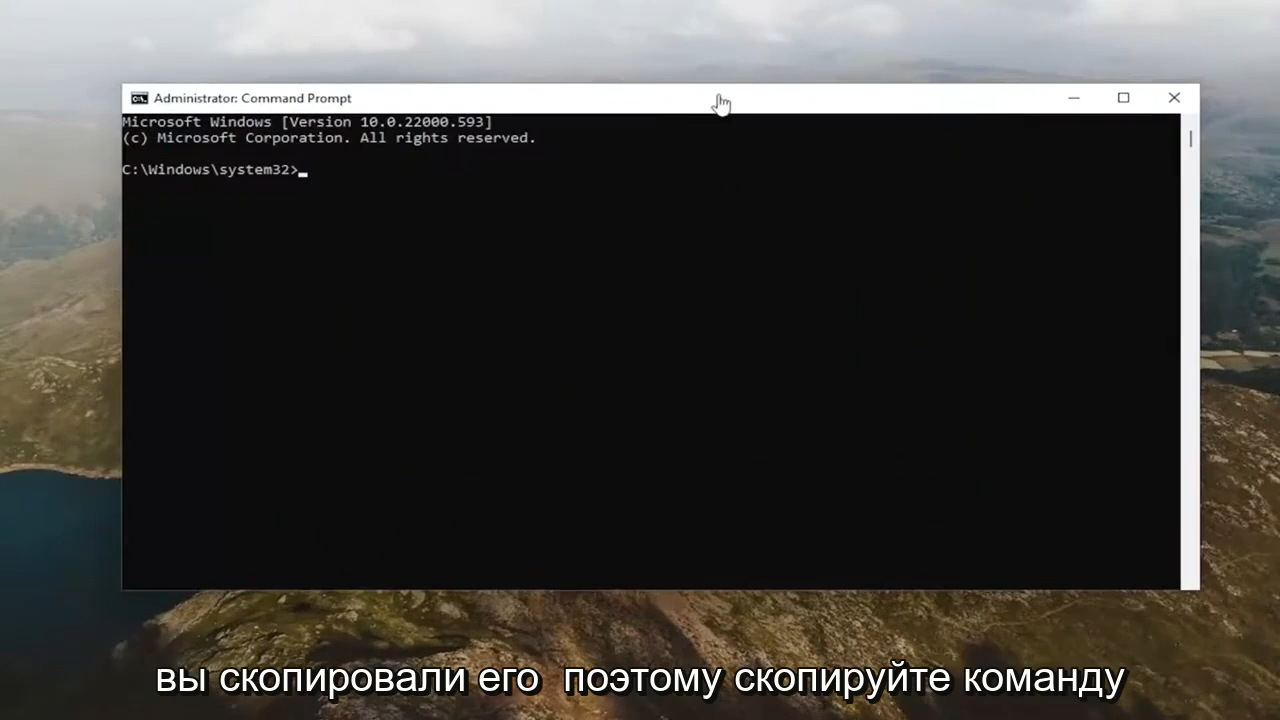 Administrator: Command Prompt
Microsoft Windows [Version 10.0.22000.593]
(c) Microsoft Corporation. All rights reserved.
C:\Windows\system32>
вы скопировали его  поэтому скопируйте команду